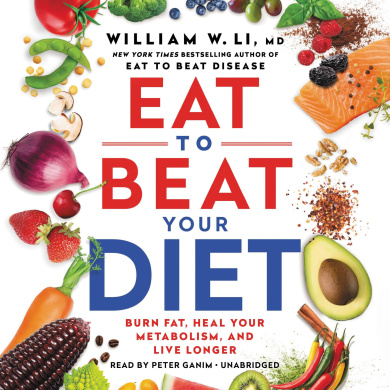 WILLIAM W. LI, MD
NEW YORK TIMES BESTSELLING AUTHOR OF
EAT TO BEAT DISEASE
EAT
TO
BEAT
YOUR
DIET
BURN FAT, HEAL YOUR
METABOLISM, AND
LIVE LONGER
READ BY PETER GANIM • UNABRIDGED